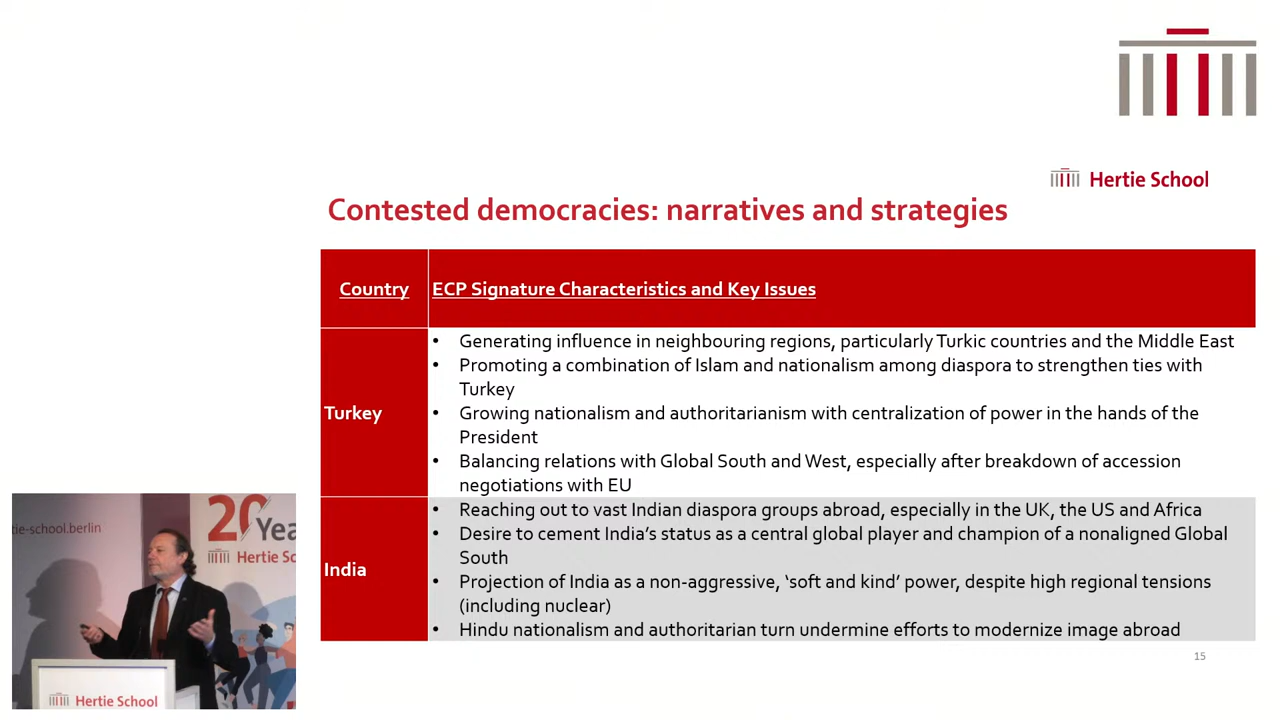 Hertie School
Contested democracies: narratives and strategies
Country
ECP Signature Characteristics and Key Issues
Turkey
• Generating influence in neighbouring regions, particularly Turkic countries and the Middle East
• Promoting a combination of Islam and nationalism among diaspora to strengthen ties with
Turkey
• Growing nationalism and authoritarianism with centralization of power in the hands of the
President
• Balancing relations with Global South and West, especially after breakdown of accession
negotiations with EU
India
• Reaching out to vast Indian diaspora groups abroad, especially in the UK, the US and Africa
• Desire to cement India’s status as a central global player and champion of a nonaligned Global
South
• Projection of India as a non-aggressive, ‘soft and kind’ power, despite high regional tensions
(including nuclear)
• Hindu nationalism and authoritarian turn undermine efforts to modernize image abroad
15
tie-school.berlin
20 Yea
Hertie Sc
Hertie School